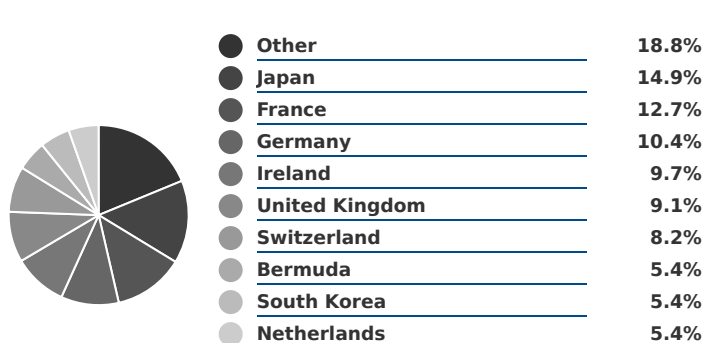 Other 18.8%
Japan 14.9%
France 12.7%
Germany 10.4%
Ireland 9.7%
United Kingdom 9.1%
Switzerland 8.2%
Bermuda 5.4%
South Korea 5.4%
Netherlands 5.4%